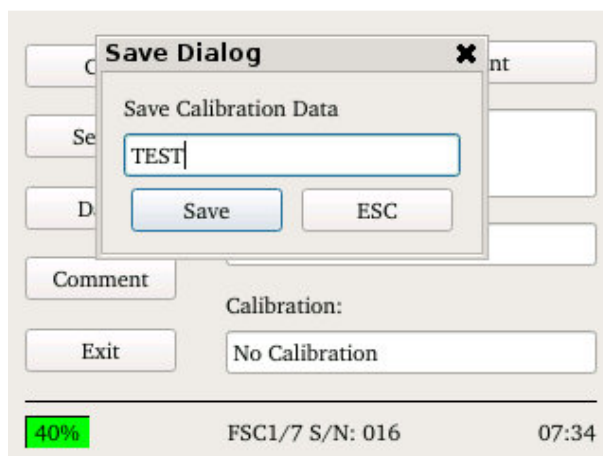 Save Dialog
Save Calibration Data
TEST
Save ESC
Comment
Calibration:
Exit
No Calibration
40% FSC1/7 S/N: 016 07:34